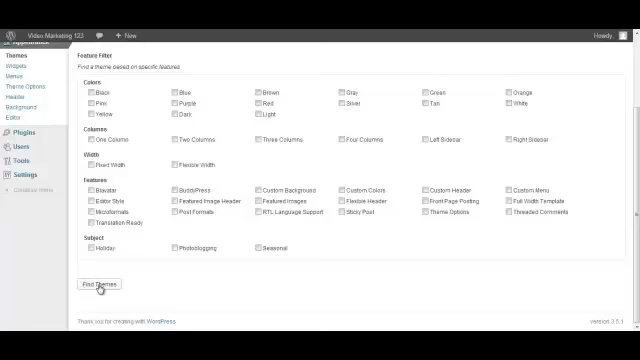 Video Marketing 123 New Howdy,
Appearance
Themes
Widgets
Menus
Theme Options
Header
Background
Editor
Plugins
Users
Tools
Settings
Collapse menu
Feature Filter
Find a theme based on specific features
Colors
Black Blue Brown Gray Green Orange
Pink Purple Red Silver Tan White
Yellow Dark Light
Columns
One Column Two Columns Three Columns Four Columns Left Sidebar Right Sidebar
Width
Fixed Width Flexible Width
Features
Blavatar BuddyPress Custom Background Custom Colors Custom Header Custom Menu
Editor Style Featured Image Header Featured Images Flexible Header Front Page Posting Full Width Template
Microformats Post Formats RTL Language Support Sticky Post Theme Options Threaded Comments
Translation Ready
Subject
Holiday Photoblogging Seasonal
Find Themes
Thank you for creating with WordPress Version 3.5.1